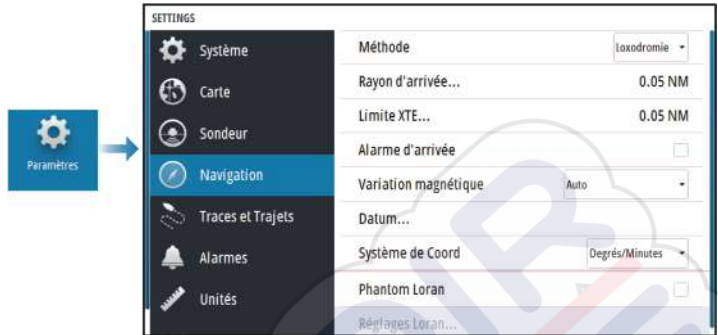 SETTINGS
Paramètres
Système
Carte
Sondeur
Navigation
Traces et Trajets
Alarmes
Unités
Méthode Loxodromie
Rayon d'arrivée... 0.05 NM
Limite XTE... 0.05 NM
Alarme d'arrivée
Variation magnétique Auto
Datum...
Système de Coord Degrés/Minutes
Phantom Loran
Réglages Loran...